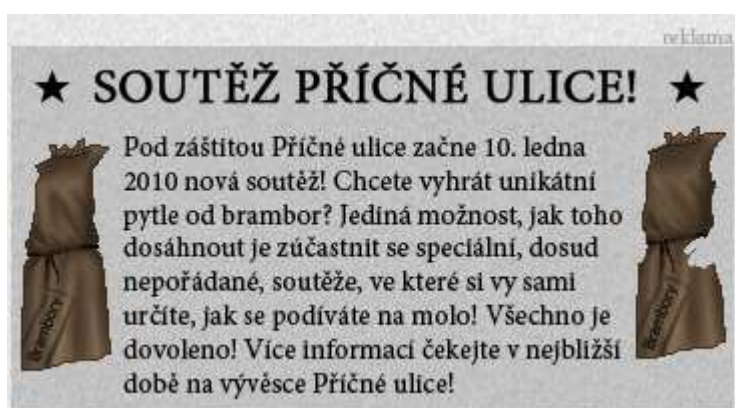 reklama
★ SOUTĚŽ PŘÍČNÉ ULICE! ★
Pod záštitou Příčné ulice začne 10. ledna
2010 nová soutěž! Chcete vyhrát unikátní
pytle od brambor? Jediná možnost, jak toho
dosáhnout je zúčastnit se speciální, dosud
nepořádané, soutěže, ve které si vy sami
určíte, jak se podíváte na molo! Všechno je
dovoleno! Více informací čekejte v nejbližší
době na vývěsce Příčné ulice!
Brambory
Brambory